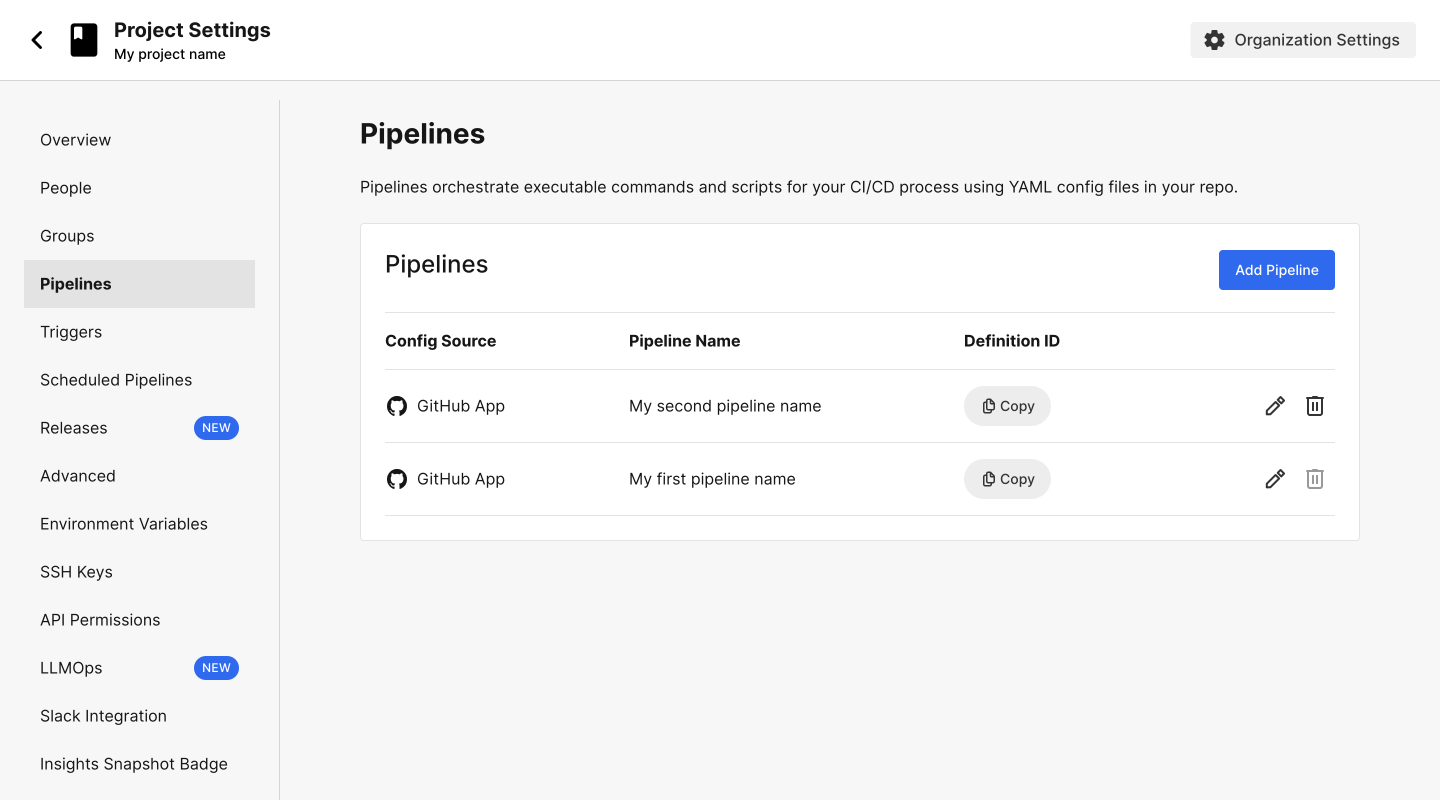 Project Settings
My project name
Organization Settings
Overview
People
Groups
Pipelines
Triggers
Scheduled Pipelines
Releases NEW
Advanced
Environment Variables
SSH Keys
API Permissions
LLMOps NEW
Slack Integration
Insights Snapshot Badge
Pipelines
Pipelines orchestrate executable commands and scripts for your CI/CD process using YAML config files in your repo.
Pipelines
Add Pipeline
Config Source Pipeline Name Definition ID
GitHub App My second pipeline name Copy
GitHub App My first pipeline name Copy